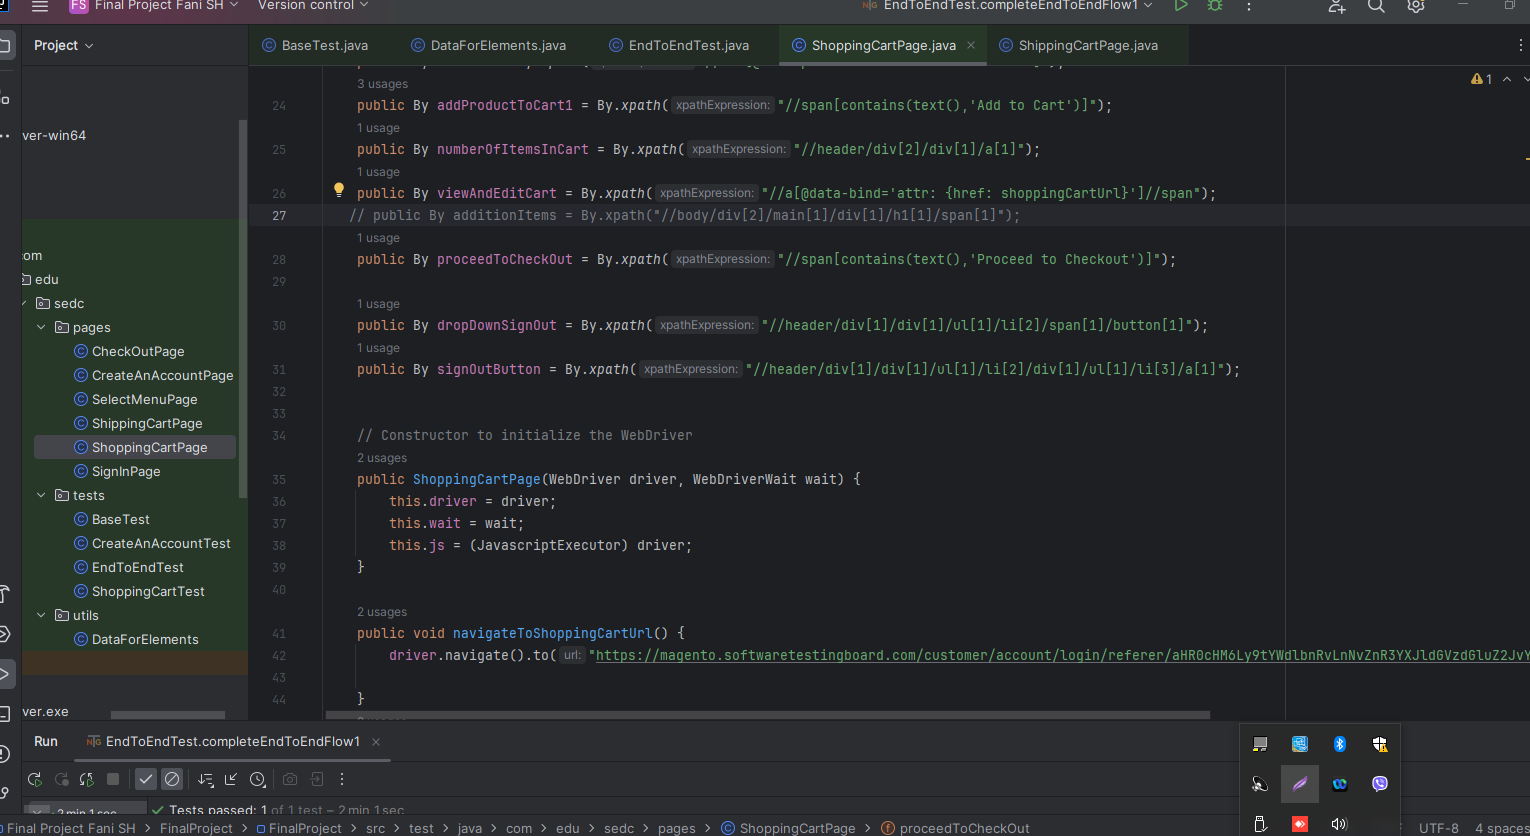 FS Final Project Fani SH Version control EndToEndTest.completeEndToEndFlow1
Project
BaseTest.java DataForElements.java EndToEndTest.java ShoppingCartPage.java ShippingCartPage.java
1
ver-win64
com
edu
sedc
pages
CheckOutPage
CreateAnAccountPage
SelectMenuPage
ShippingCartPage
ShoppingCartPage
SignInPage
tests
BaseTest
CreateAnAccountTest
EndToEndTest
ShoppingCartTest
utils
DataForElements
ver.exe
3 usages
24 public By addProductToCart1 = By.xpath( xpathExpression: "//span[contains(text(),'Add to Cart')]");
1 usage
25 public By numberOfItemsInCart = By.xpath( xpathExpression: "//header/div[2]/div[1]/a[1]");
1 usage
26 public By viewAndEditCart = By.xpath( xpathExpression: "//a[@data-bind='attr: {href: shoppingCartUrl}']//span");
27 // public By additionItems = By.xpath("//body/div[2]/main[1]/div[1]/h1[1]/span[1]");
1 usage
28 public By proceedToCheckOut = By.xpath( xpathExpression: "//span[contains(text(),'Proceed to Checkout')]");
29
1 usage
30 public By dropDownSignOut = By.xpath( xpathExpression: "//header/div[1]/div[1]/ul[1]/li[2]/span[1]/button[1]");
1 usage
31 public By signOutButton = By.xpath( xpathExpression: "//header/div[1]/div[1]/ul[1]/li[2]/div[1]/ul[1]/li[3]/a[1]");
32
33
34 // Constructor to initialize the WebDriver
2 usages
35 public ShoppingCartPage(WebDriver driver, WebDriverWait wait) {
36 this.driver = driver;
37 this.wait = wait;
38 this.js = (JavascriptExecutor) driver;
39 }
40
2 usages
41 public void navigateToShoppingCartUrl() {
42 driver.navigate().to( url: "https://magento.softwaretestingboard.com/customer/account/login/referer/aHR0cHM6Ly9tYWdlbnRvLnNvZnR3YXJldGVzdGluZ2JvY
43
44 }
Run EndToEndTest.completeEndToEndFlow1
2 min 1 sec Tests passed: 1 of 1 test – 2 min 1 sec
Final Project Fani SH > FinalProject > FinalProject > src > test > java > com > edu > sedc > pages > ShoppingCartPage > proceedToCheckOut UTF-8 4 spaces